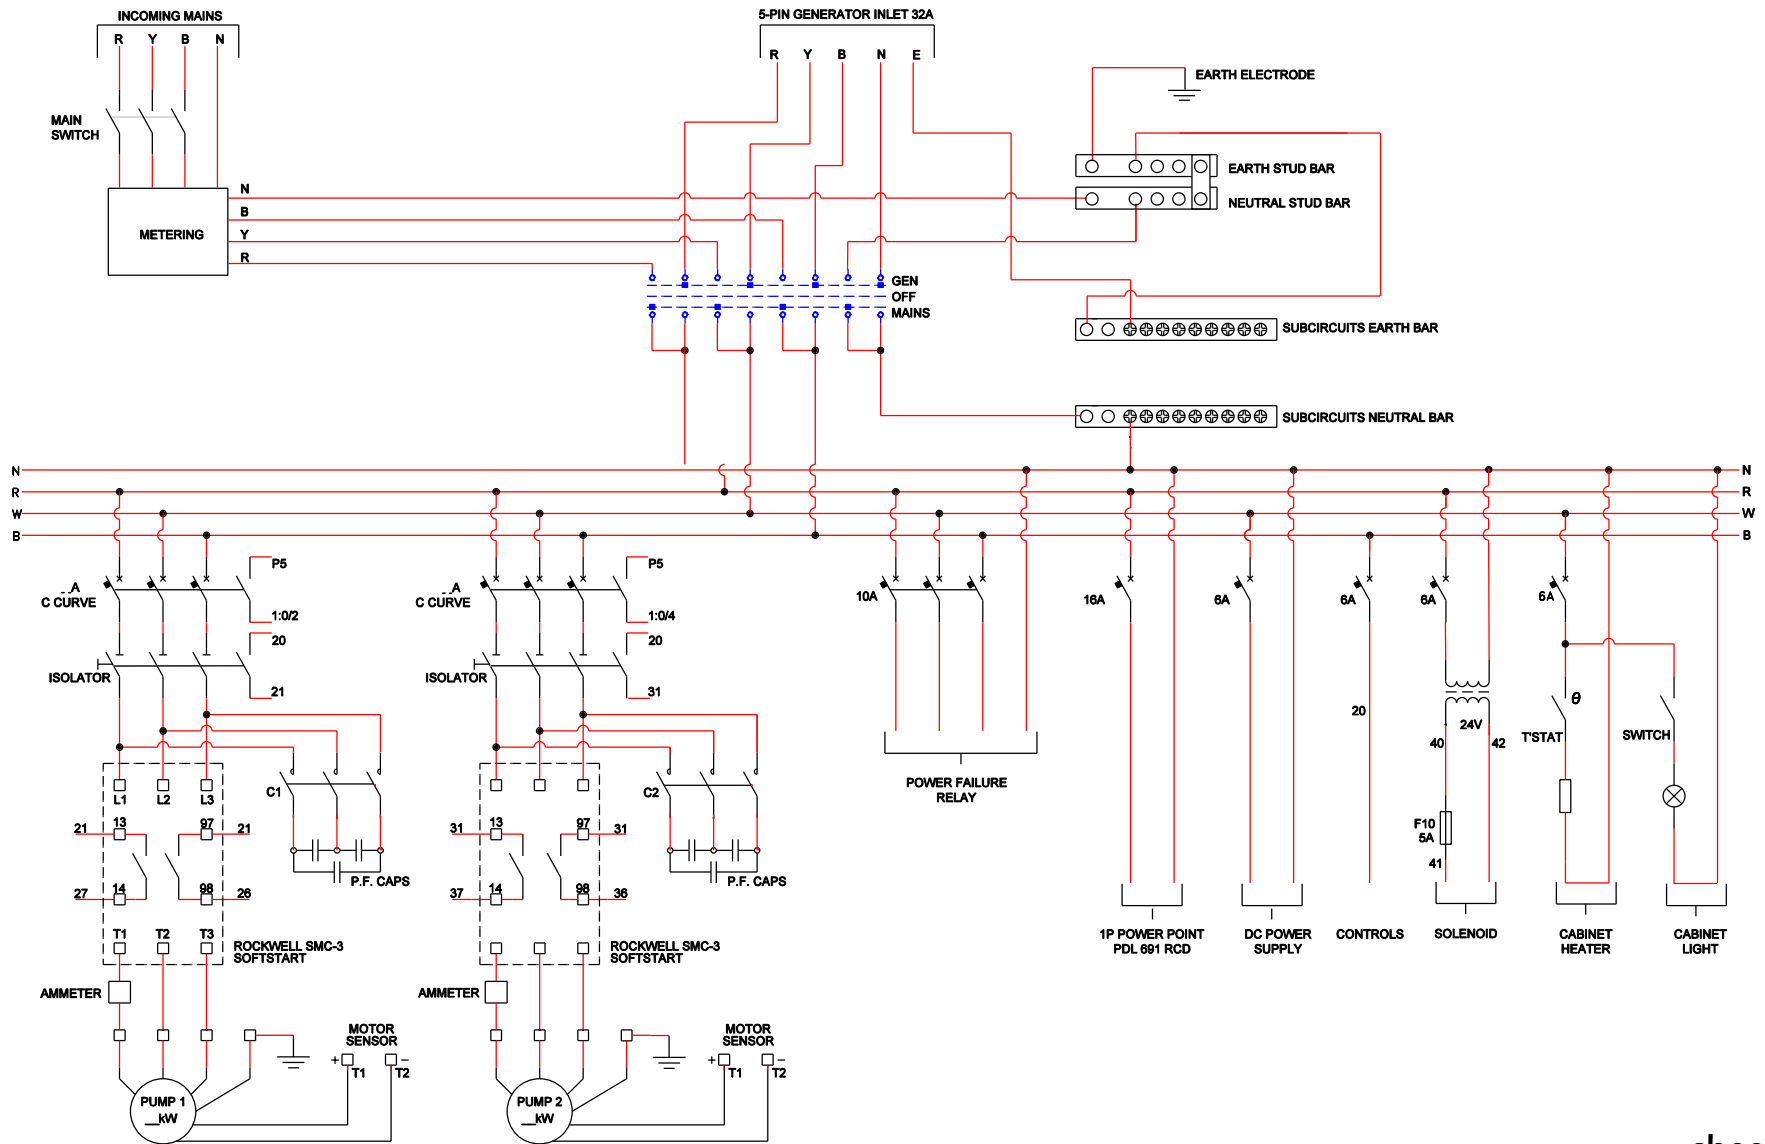 INCOMING MAINS
R Y B N
5-PIN GENERATOR INLET 32A
R Y B N E
EARTH ELECTRODE
MAIN
SWITCH
EARTH STUD BAR
NEUTRAL STUD BAR
METERING
N
B
Y
R
GEN
OFF
MAINS
SUBCIRCUITS EARTH BAR
SUBCIRCUITS NEUTRAL BAR
N N
R R
W W
B B
P5
_ _A
C CURVE
1:0/2
20
ISOLATOR
21
P5
_ _A
C CURVE
1:0/4
20
ISOLATOR
31
10A
16A
6A
6A
6A
6A
POWER FAILURE
RELAY
20
24V
40 42
F10
5A
41
θ
T'STAT
SWITCH
C1
L1 L2 L3
21 13 97 21
27 14 98 26
P.F. CAPS
T1 T2 T3
ROCKWELL SMC-3
SOFTSTART
AMMETER
MOTOR
SENSOR
+ −
T1 T2
PUMP 1
__kW
C2
31 13 97 31
37 14 98 36
P.F. CAPS
ROCKWELL SMC-3
SOFTSTART
AMMETER
MOTOR
SENSOR
+ −
T1 T2
PUMP 2
__kW
1P POWER POINT
PDL 691 RCD
DC POWER
SUPPLY
CONTROLS
SOLENOID
CABINET
HEATER
CABINET
LIGHT